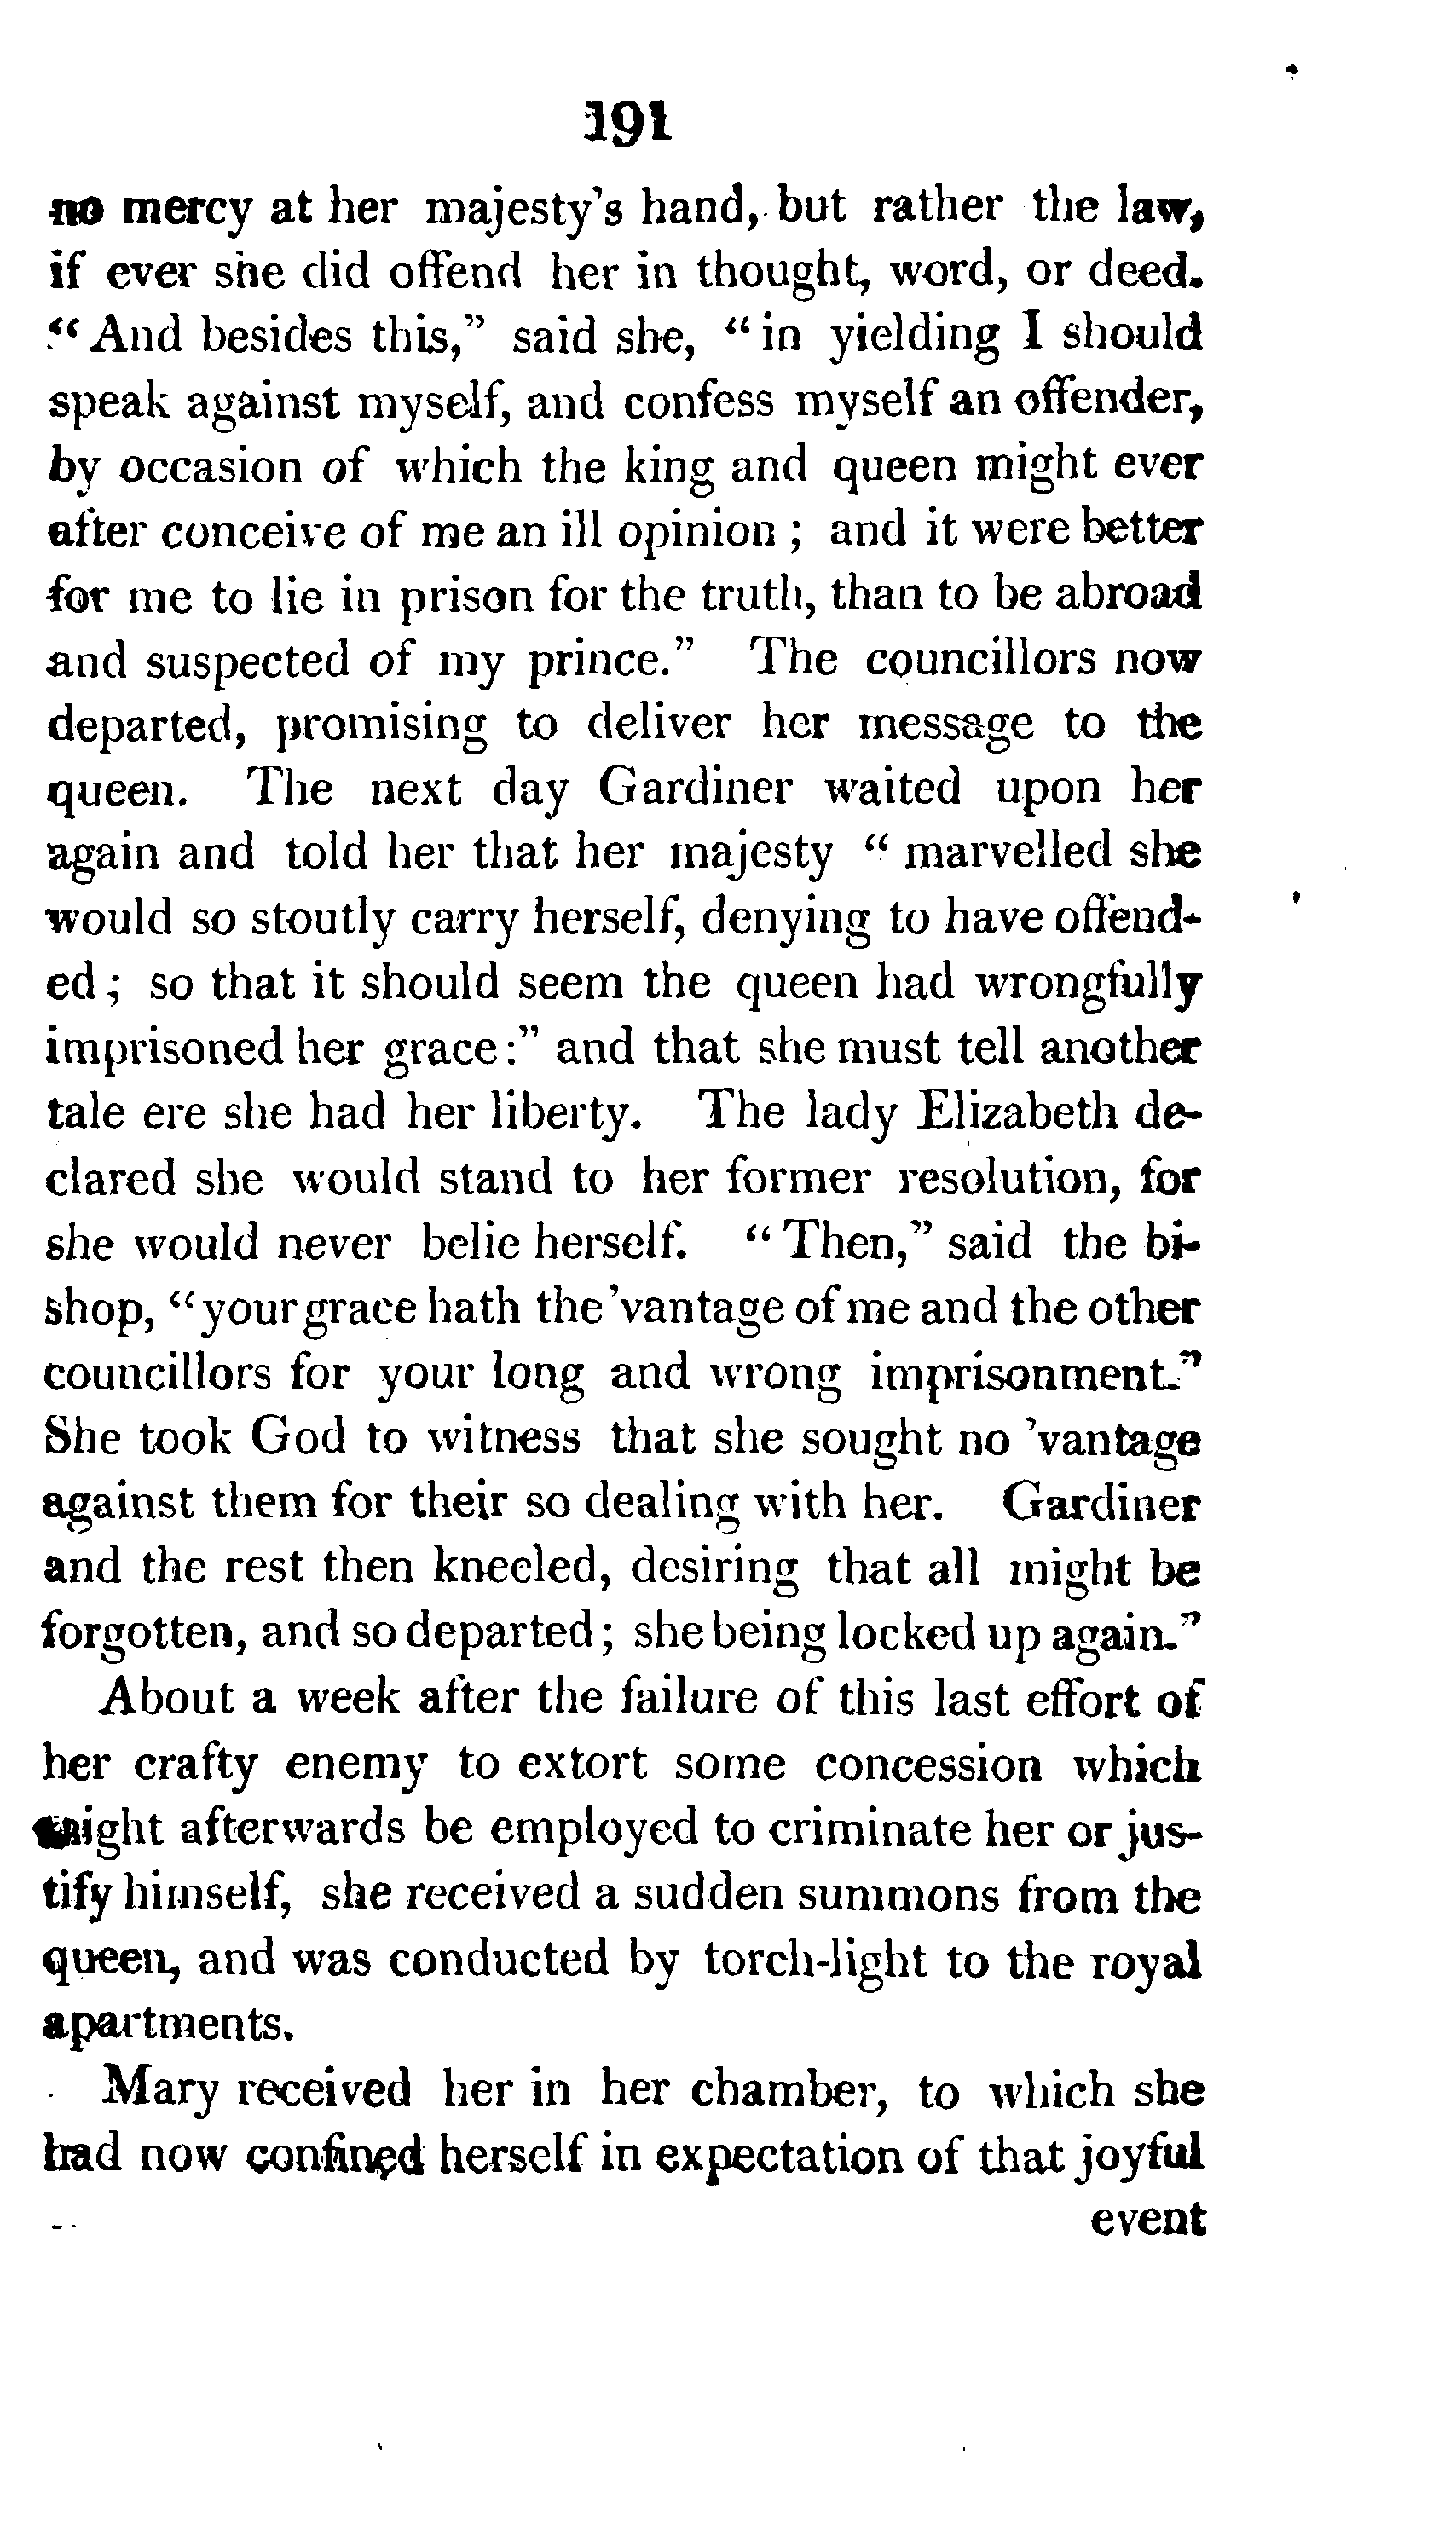 191
no mercy at her majesty's hand, but rather the law,
if ever she did offend her in thought, word, or deed.
“And besides this,” said she, “in yielding I should
speak against myself, and confess myself an offender,
by occasion of which the king and queen might ever
after conceive of me an ill opinion ; and it were better
for me to lie in prison for the truth, than to be abroad
and suspected of my prince.” The councillors now
departed, promising to deliver her message to the
queen. The next day Gardiner waited upon her
again and told her that her majesty “ marvelled she
would so stoutly carry herself, denying to have offend-
ed ; so that it should seem the queen had wrongfully
imprisoned her grace :” and that she must tell another
tale ere she had her liberty. The lady Elizabeth de-
clared she would stand to her former resolution, for
she would never belie herself. “Then,” said the bi-
shop, “your grace hath the 'vantage of me and the other
councillors for your long and wrong imprisonment.”
She took God to witness that she sought no 'vantage
against them for their so dealing with her. Gardiner
and the rest then kneeled, desiring that all might be
forgotten, and so departed ; she being locked up again.”
About a week after the failure of this last effort of
her crafty enemy to extort some concession which
might afterwards be employed to criminate her or jus-
tify himself, she received a sudden summons from the
queen, and was conducted by torch-light to the royal
apartments.
Mary received her in her chamber, to which she
had now confined herself in expectation of that joyful
event